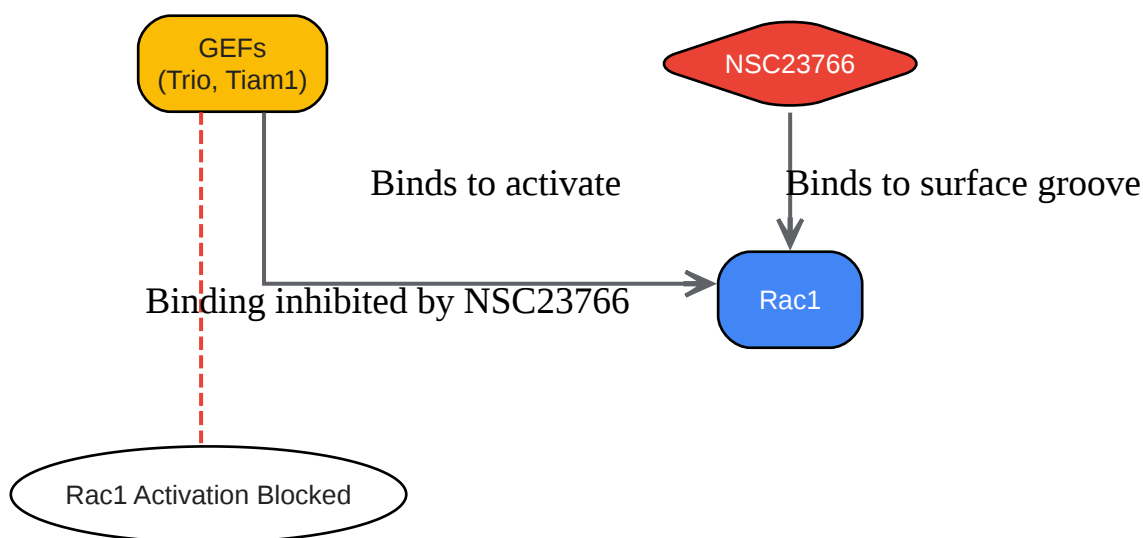 GEFs
(Trio, Tiam1)
NSC23766
Binds to activate
Binds to surface groove
Binding inhibited by NSC23766
Rac1
Rac1 Activation Blocked